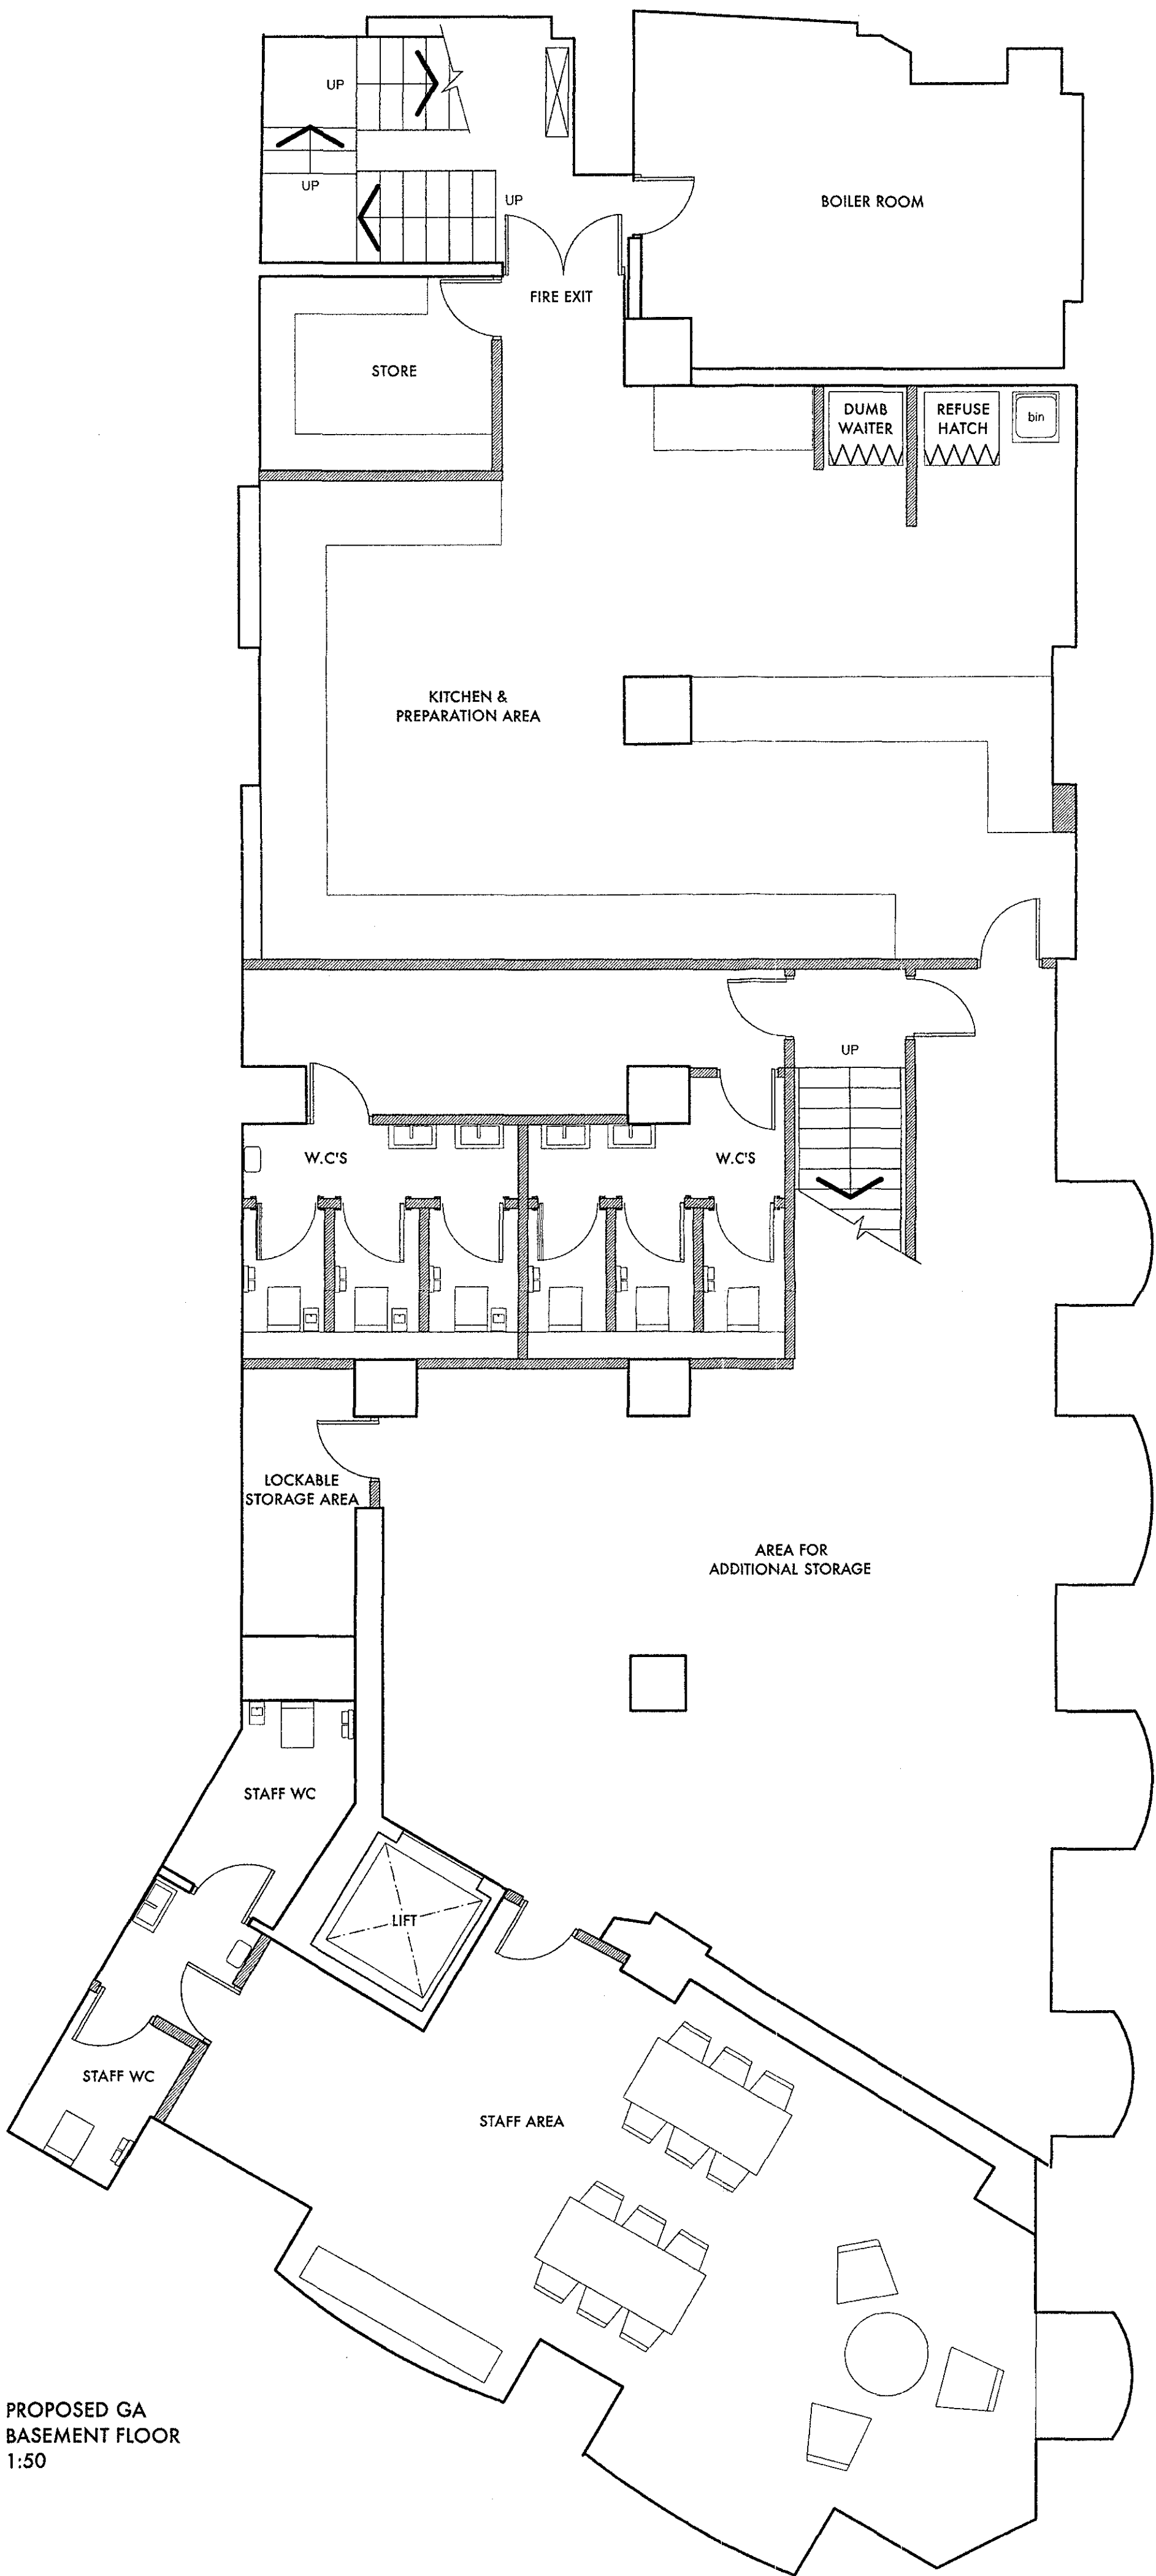 UP
UP
UP
BOILER ROOM
FIRE EXIT
STORE
DUMB
WAITER
REFUSE
HATCH
bin
KITCHEN &
PREPARATION AREA
UP
W.C'S
W.C'S
LOCKABLE
STORAGE AREA
AREA FOR
ADDITIONAL STORAGE
STAFF WC
LIFT
STAFF WC
STAFF AREA
PROPOSED GA
BASEMENT FLOOR
1:50